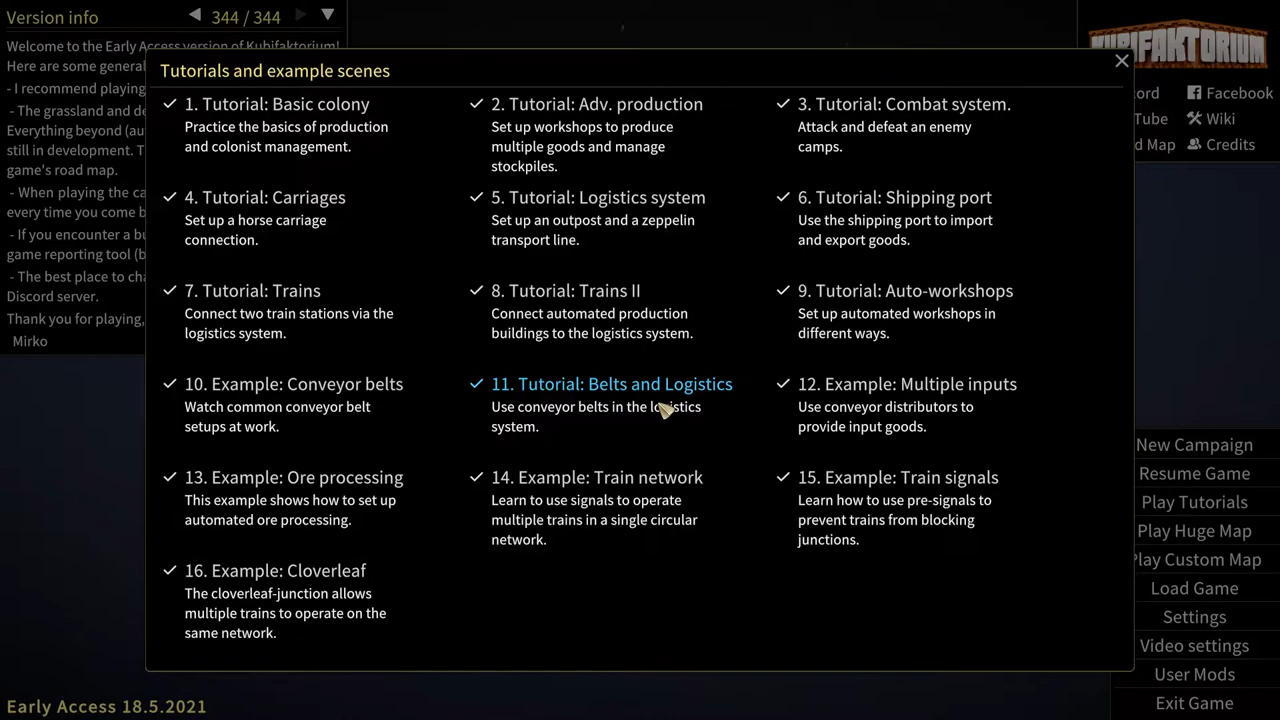 Version info
344 / 344
Welcome to the Early Access version of Kubifaktorium!
Here are some general
- I recommend playing
- The grassland and de
Everything beyond (au
still in development. T
game's road map.
- When playing the ca
every time you come b
- If you encounter a bu
game reporting tool (b
- The best place to cha
Discord server.
Thank you for playing,
Mirko
Tutorials and example scenes
1. Tutorial: Basic colony
Practice the basics of production
and colonist management.
2. Tutorial: Adv. production
Set up workshops to produce
multiple goods and manage
stockpiles.
3. Tutorial: Combat system.
Attack and defeat an enemy
camps.
4. Tutorial: Carriages
Set up a horse carriage
connection.
5. Tutorial: Logistics system
Set up an outpost and a zeppelin
transport line.
6. Tutorial: Shipping port
Use the shipping port to import
and export goods.
7. Tutorial: Trains
Connect two train stations via the
logistics system.
8. Tutorial: Trains II
Connect automated production
buildings to the logistics system.
9. Tutorial: Auto-workshops
Set up automated workshops in
different ways.
10. Example: Conveyor belts
Watch common conveyor belt
setups at work.
11. Tutorial: Belts and Logistics
Use conveyor belts in the logistics
system.
12. Example: Multiple inputs
Use conveyor distributors to
provide input goods.
13. Example: Ore processing
This example shows how to set up
automated ore processing.
14. Example: Train network
Learn to use signals to operate
multiple trains in a single circular
network.
15. Example: Train signals
Learn how to use pre-signals to
prevent trains from blocking
junctions.
16. Example: Cloverleaf
The cloverleaf-junction allows
multiple trains to operate on the
same network.
KUBIFAKTORIUM
ord Facebook
Tube Wiki
d Map Credits
New Campaign
Resume Game
Play Tutorials
Play Huge Map
Play Custom Map
Load Game
Settings
Video settings
User Mods
Exit Game
Early Access 18.5.2021